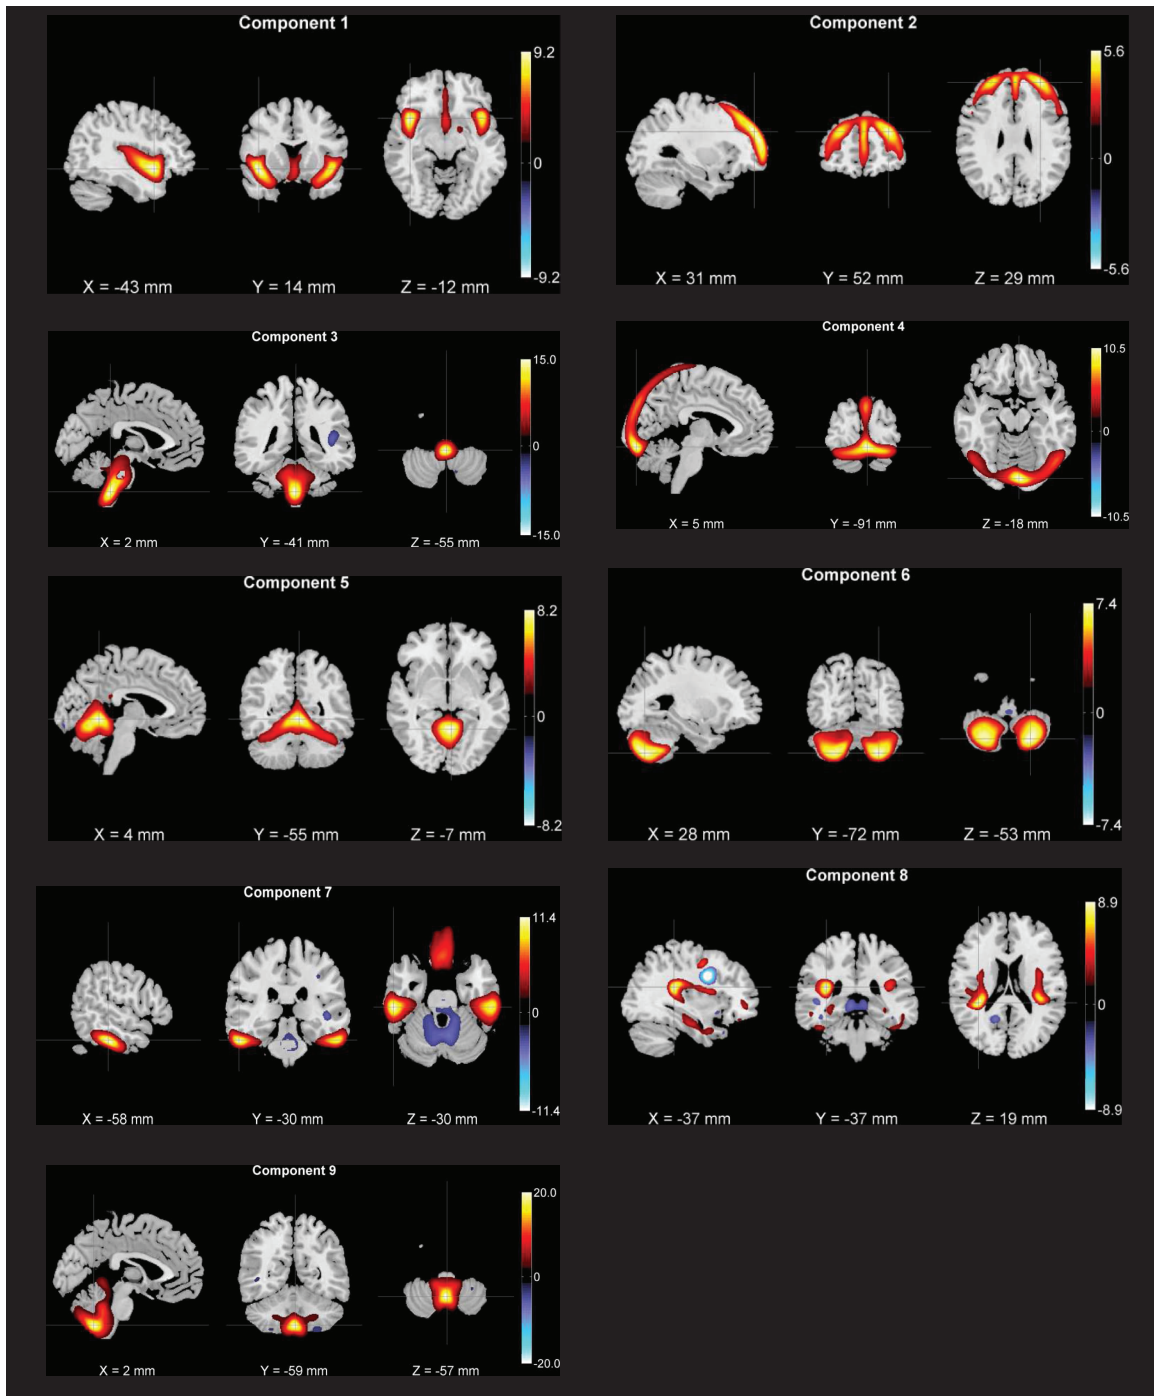 Component 1
9.2
0
-9.2
X = -43 mm Y = 14 mm Z = -12 mm
Component 2
5.6
0
-5.6
X = 31 mm Y = 52 mm Z = 29 mm
Component 3
15.0
0
-15.0
X = 2 mm Y = -41 mm Z = -55 mm
Component 4
10.5
0
-10.5
X = 5 mm Y = -91 mm Z = -18 mm
Component 5
8.2
0
-8.2
X = 4 mm Y = -55 mm Z = -7 mm
Component 6
7.4
0
-7.4
X = 28 mm Y = -72 mm Z = -53 mm
Component 7
11.4
0
-11.4
X = -58 mm Y = -30 mm Z = -30 mm
Component 8
8.9
0
-8.9
X = -37 mm Y = -37 mm Z = 19 mm
Component 9
20.0
0
-20.0
X = 2 mm Y = -59 mm Z = -57 mm